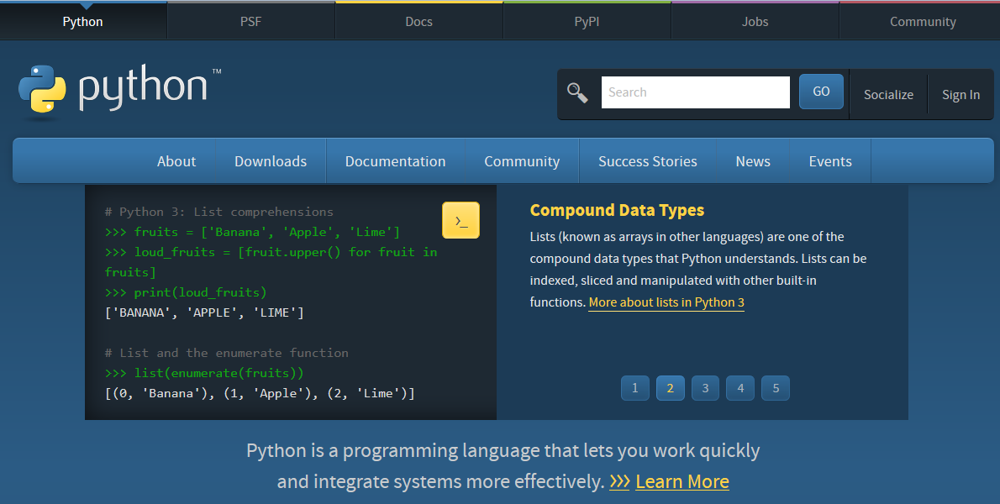 Python PSF Docs PyPI Jobs Community
python™
Search GO Socialize Sign In
About Downloads Documentation Community Success Stories News Events
# Python 3: List comprehensions
>>> fruits = ['Banana', 'Apple', 'Lime']
>>> loud_fruits = [fruit.upper() for fruit in
fruits]
>>> print(loud_fruits)
['BANANA', 'APPLE', 'LIME']
# List and the enumerate function
>>> list(enumerate(fruits))
[(0, 'Banana'), (1, 'Apple'), (2, 'Lime')]
>_
Compound Data Types
Lists (known as arrays in other languages) are one of the
compound data types that Python understands. Lists can be
indexed, sliced and manipulated with other built-in
functions. More about lists in Python 3
1 2 3 4 5
Python is a programming language that lets you work quickly
and integrate systems more effectively. >>> Learn More